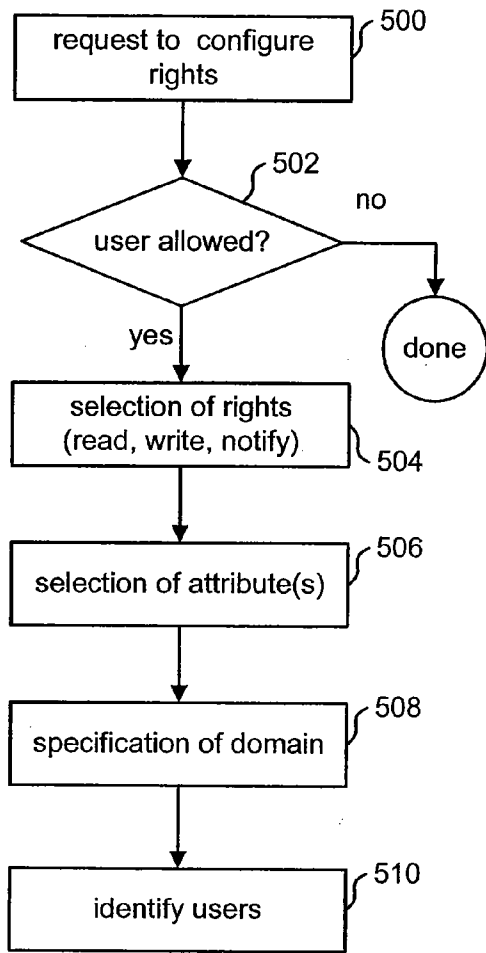 request to configure
rights
500
502
no
user allowed?
yes
done
selection of rights
(read, write, notify)
504
506
selection of attribute(s)
508
specification of domain
510
identify users